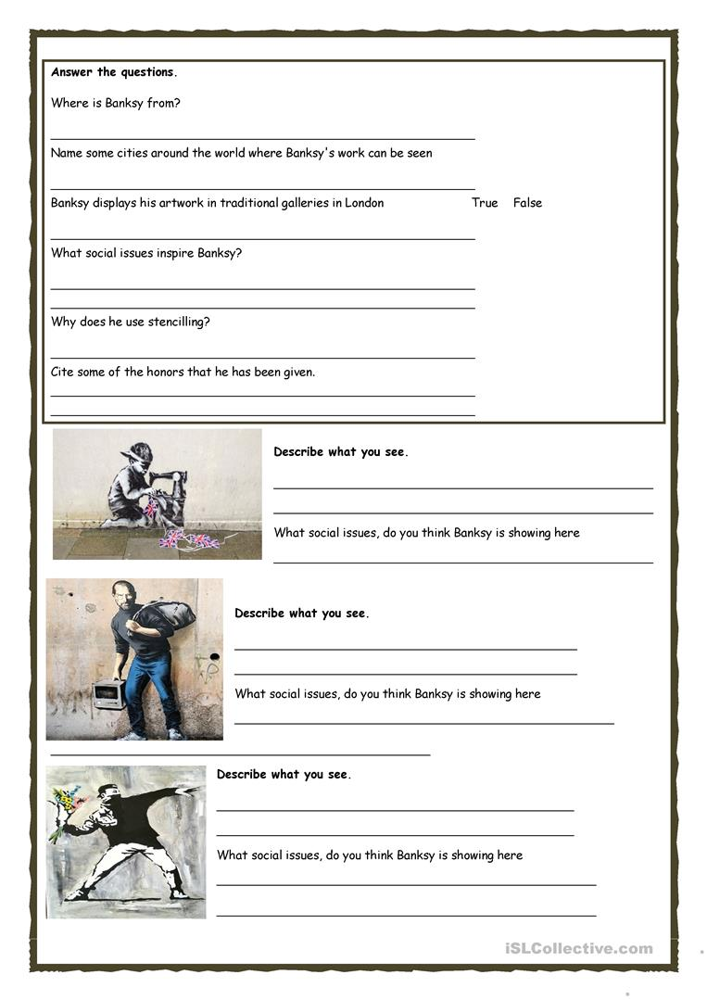 Answer the questions.
Where is Banksy from?
Name some cities around the world where Banksy's work can be seen
Banksy displays his artwork in traditional galleries in London True False
What social issues inspire Banksy?
Why does he use stencilling?
Cite some of the honors that he has been given.
Describe what you see.
What social issues, do you think Banksy is showing here
Describe what you see.
What social issues, do you think Banksy is showing here
Describe what you see.
What social issues, do you think Banksy is showing here
iSLCollective.com